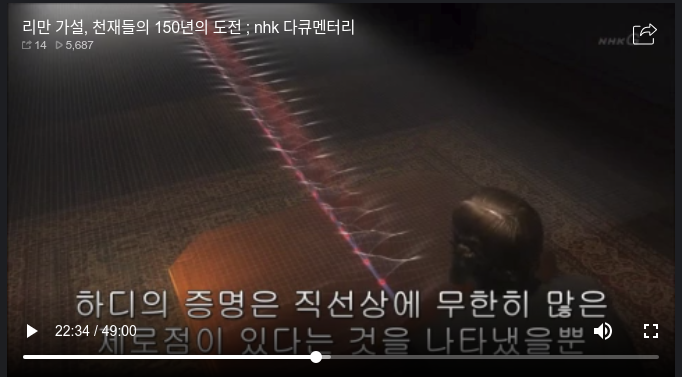 리만 가설, 천재들의 150년의 도전 ; nhk 다큐멘터리
14 5,687
NHK
하디의 증명은 직선상에 무한히 많은
22:34 / 49:00
제로점이 있다는 것을 나타냈을뿐